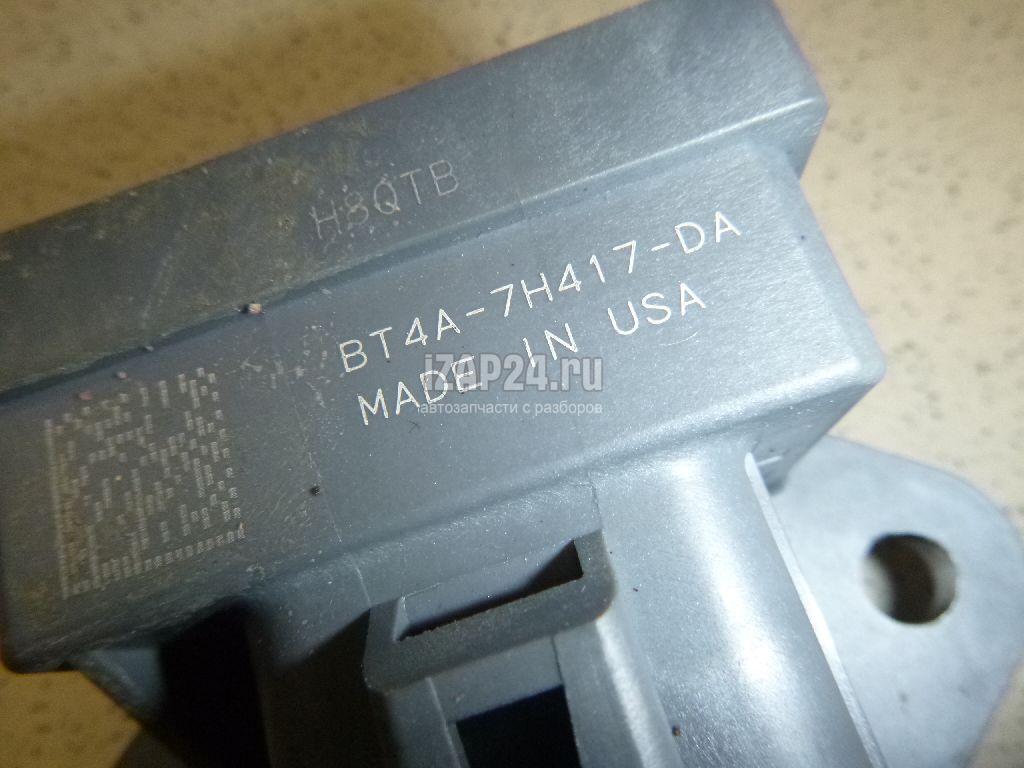 H8QTB
BT4A-7H417-DA
MADE IN USA
iZAP24.ru
автозапчасти с разборов